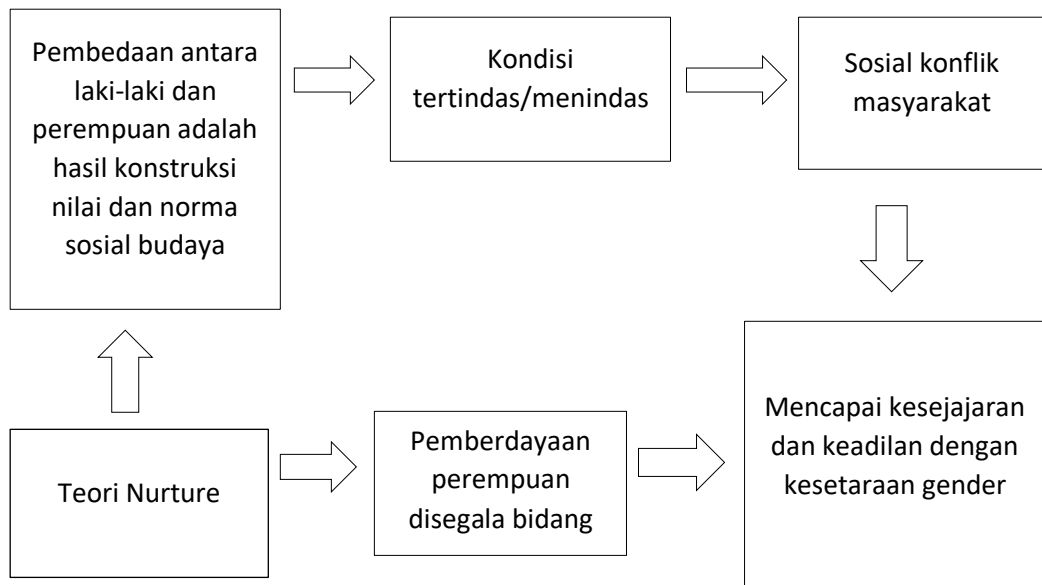 Pembedaan antara
laki-laki dan
perempuan adalah
hasil konstruksi
nilai dan norma
sosial budaya
Kondisi
tertindas/menindas
Sosial konflik
masyarakat
Teori Nurture
Pemberdayaan
perempuan
disegala bidang
Mencapai kesejajaran
dan keadilan dengan
kesetaraan gender